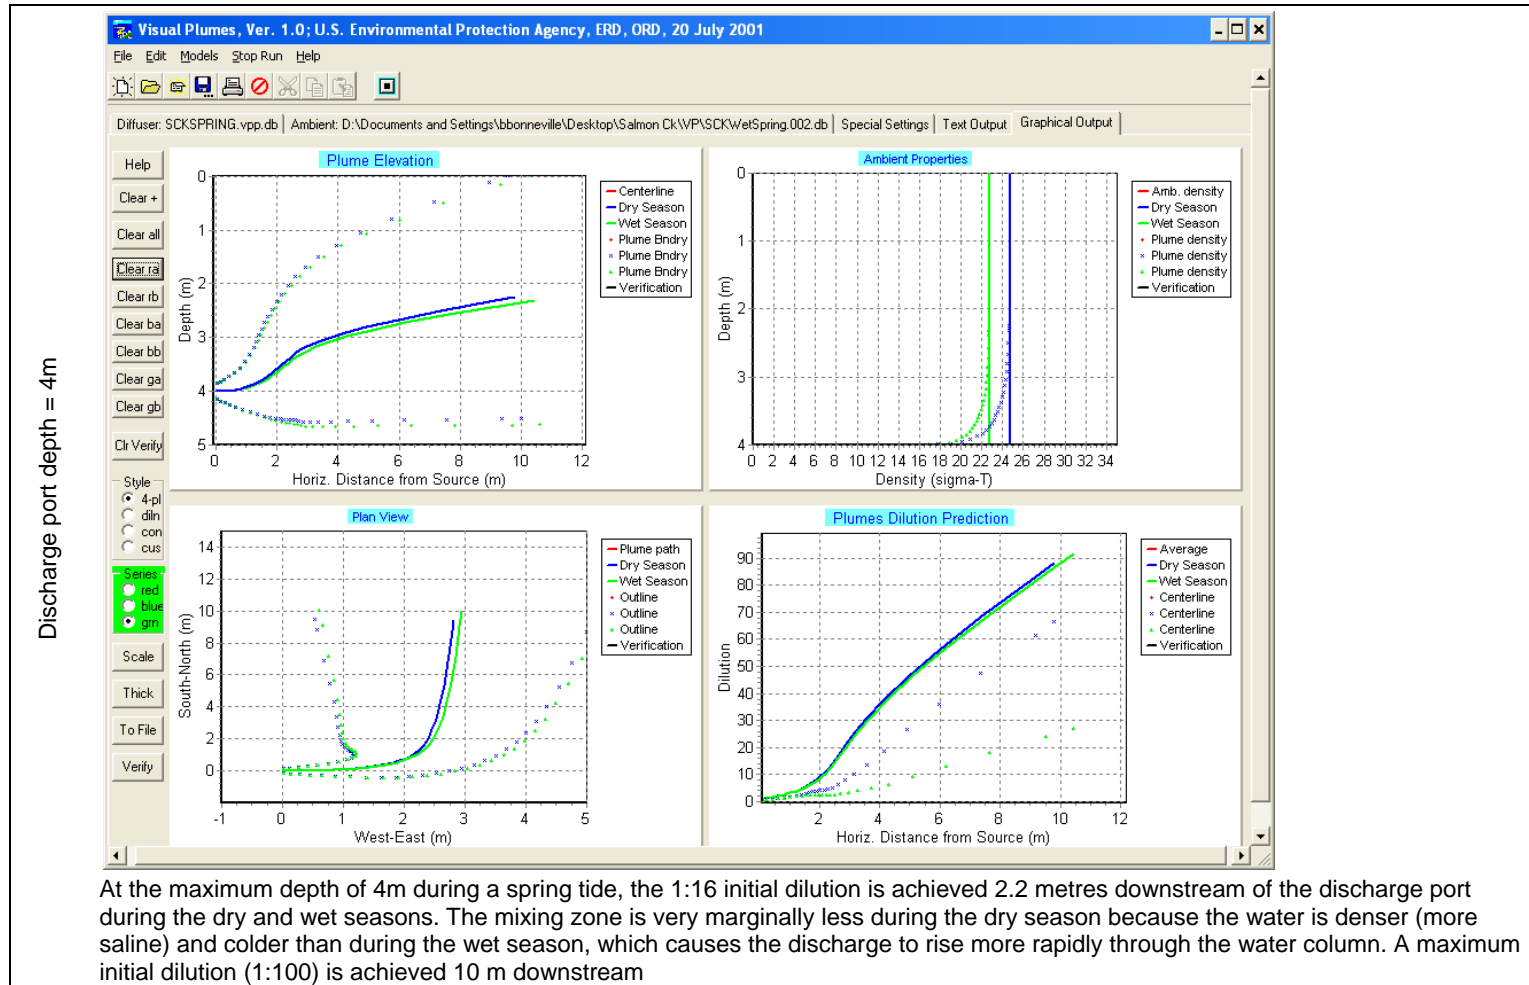 Visual Plumes, Ver. 1.0; U.S. Environmental Protection Agency, ERD, ORD, 20 July 2001
File Edit Models Stop Run Help
Diffuser: SCKSPRING.vpp.db Ambient: D:\Documents and Settings\bbonneville\Desktop\Salmon Ck\VP\SCKWetSpring.002.db Special Settings Text Output Graphical Output
Discharge port depth = 4m
Help
Clear +
Clear all
Clear ra
Clear rb
Clear ba
Clear bb
Clear ga
Clear gb
Clr Verify
Style
4-pl
diln
con
cus
Series
red
blue
grn
Scale
Thick
To File
Verify
Plume Elevation
Depth (m)
0
1
2
3
4
5
0 2 4 6 8 10 12
Horiz. Distance from Source (m)
Centerline
Dry Season
Wet Season
Plume Bndry
Plume Bndry
Plume Bndry
Verification
Ambient Properties
Depth (m)
0
1
2
3
4
0 2 4 6 8 10 12 14 16 18 20 22 24 26 28 30 32 34
Density (sigma-T)
Amb. density
Dry Season
Wet Season
Plume density
Plume density
Plume density
Verification
Plan View
South-North (m)
14
12
10
8
6
4
2
0
-1 0 1 2 3 4 5
West-East (m)
Plume path
Dry Season
Wet Season
Outline
Outline
Outline
Verification
Plumes Dilution Prediction
Dilution
90
80
70
60
50
40
30
20
10
0
2 4 6 8 10 12
Horiz. Distance from Source (m)
Average
Dry Season
Wet Season
Centerline
Centerline
Centerline
Verification
At the maximum depth of 4m during a spring tide, the 1:16 initial dilution is achieved 2.2 metres downstream of the discharge port
during the dry and wet seasons. The mixing zone is very marginally less during the dry season because the water is denser (more
saline) and colder than during the wet season, which causes the discharge to rise more rapidly through the water column. A maximum
initial dilution (1:100) is achieved 10 m downstream